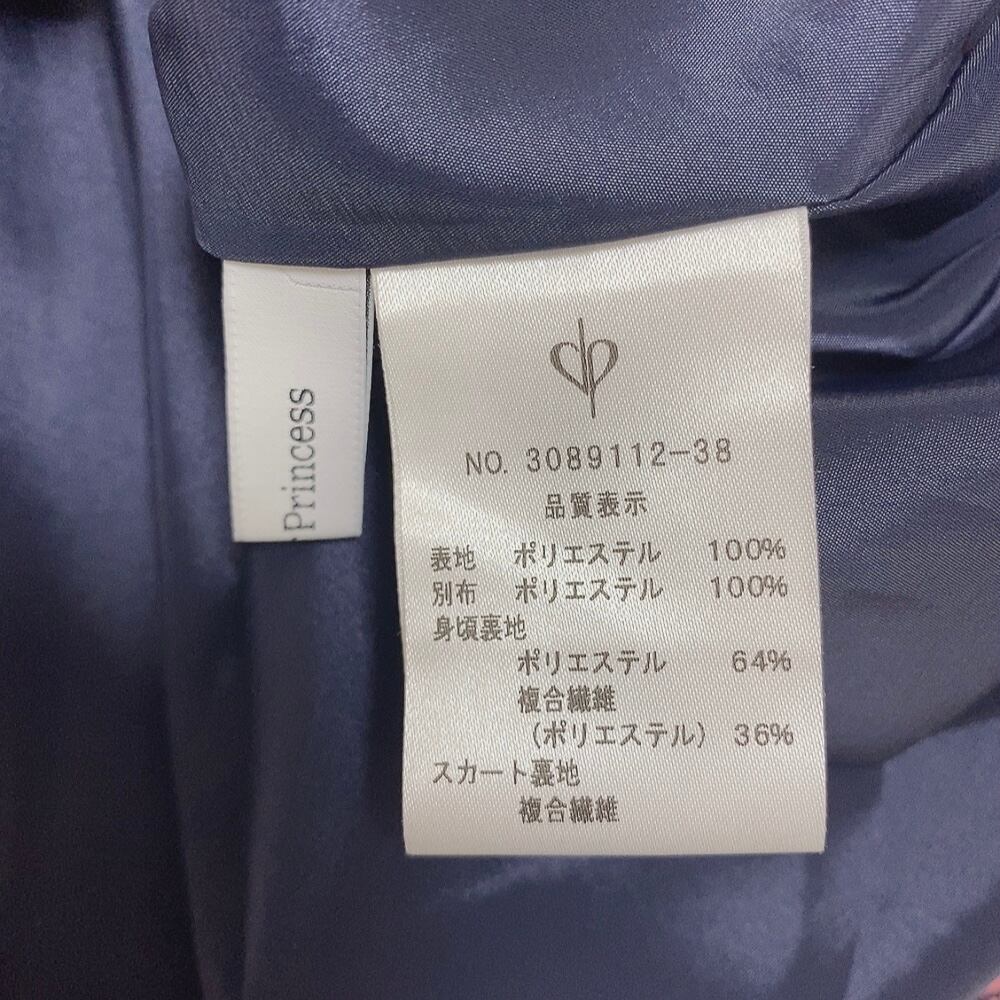 Princess
NO. 3089112-38
品質表示
表地 ポリエステル 100%
別布 ポリエステル 100%
身頃裏地
ポリエステル 64%
複合繊維
(ポリエステル) 36%
スカート裏地
複合繊維